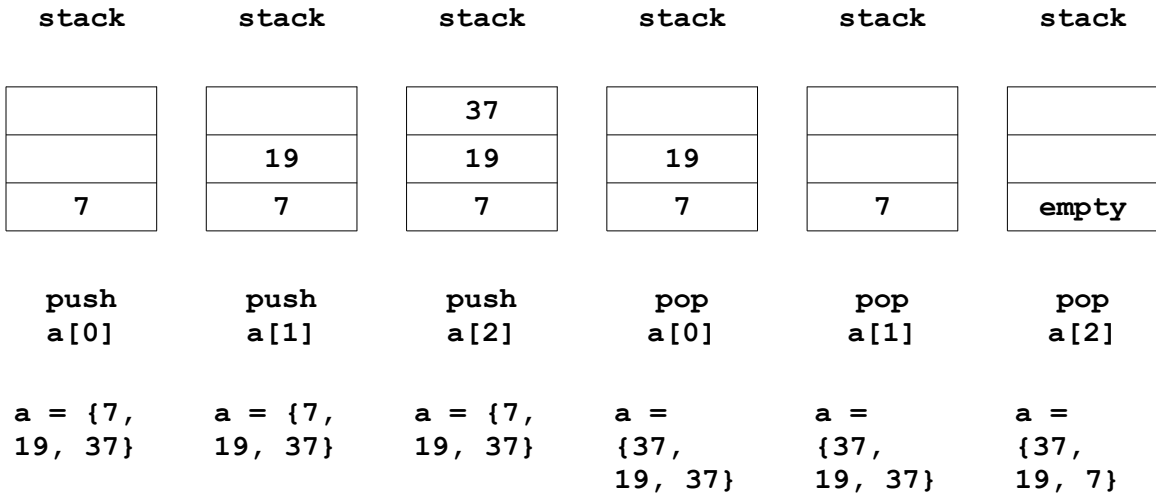 stack stack stack stack stack stack
37
19 19 19
7 7 7 7 7 empty
push push push pop pop pop
a[0] a[1] a[2] a[0] a[1] a[2]
a = {7, a = {7, a = {7, a = a = a =
19, 37} 19, 37} 19, 37} {37, {37, {37,
19, 37} 19, 37} 19, 7}